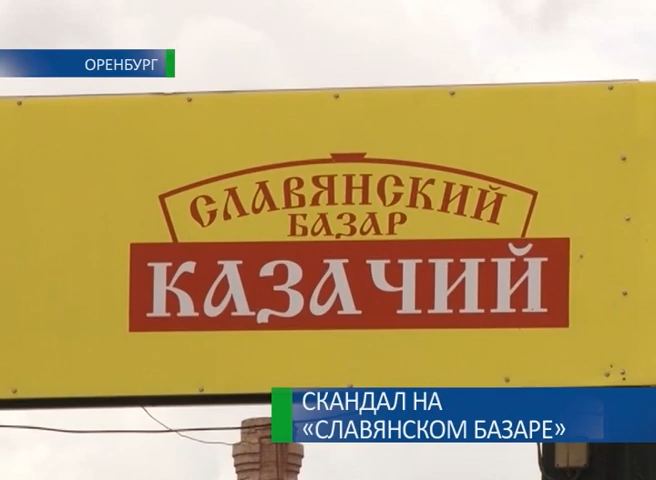 ОРЕНБУРГ
СЛАВЯНСКИЙ
БАЗАР
КАЗАЧИЙ
СКАНДАЛ НА
«СЛАВЯНСКОМ БАЗАРЕ»